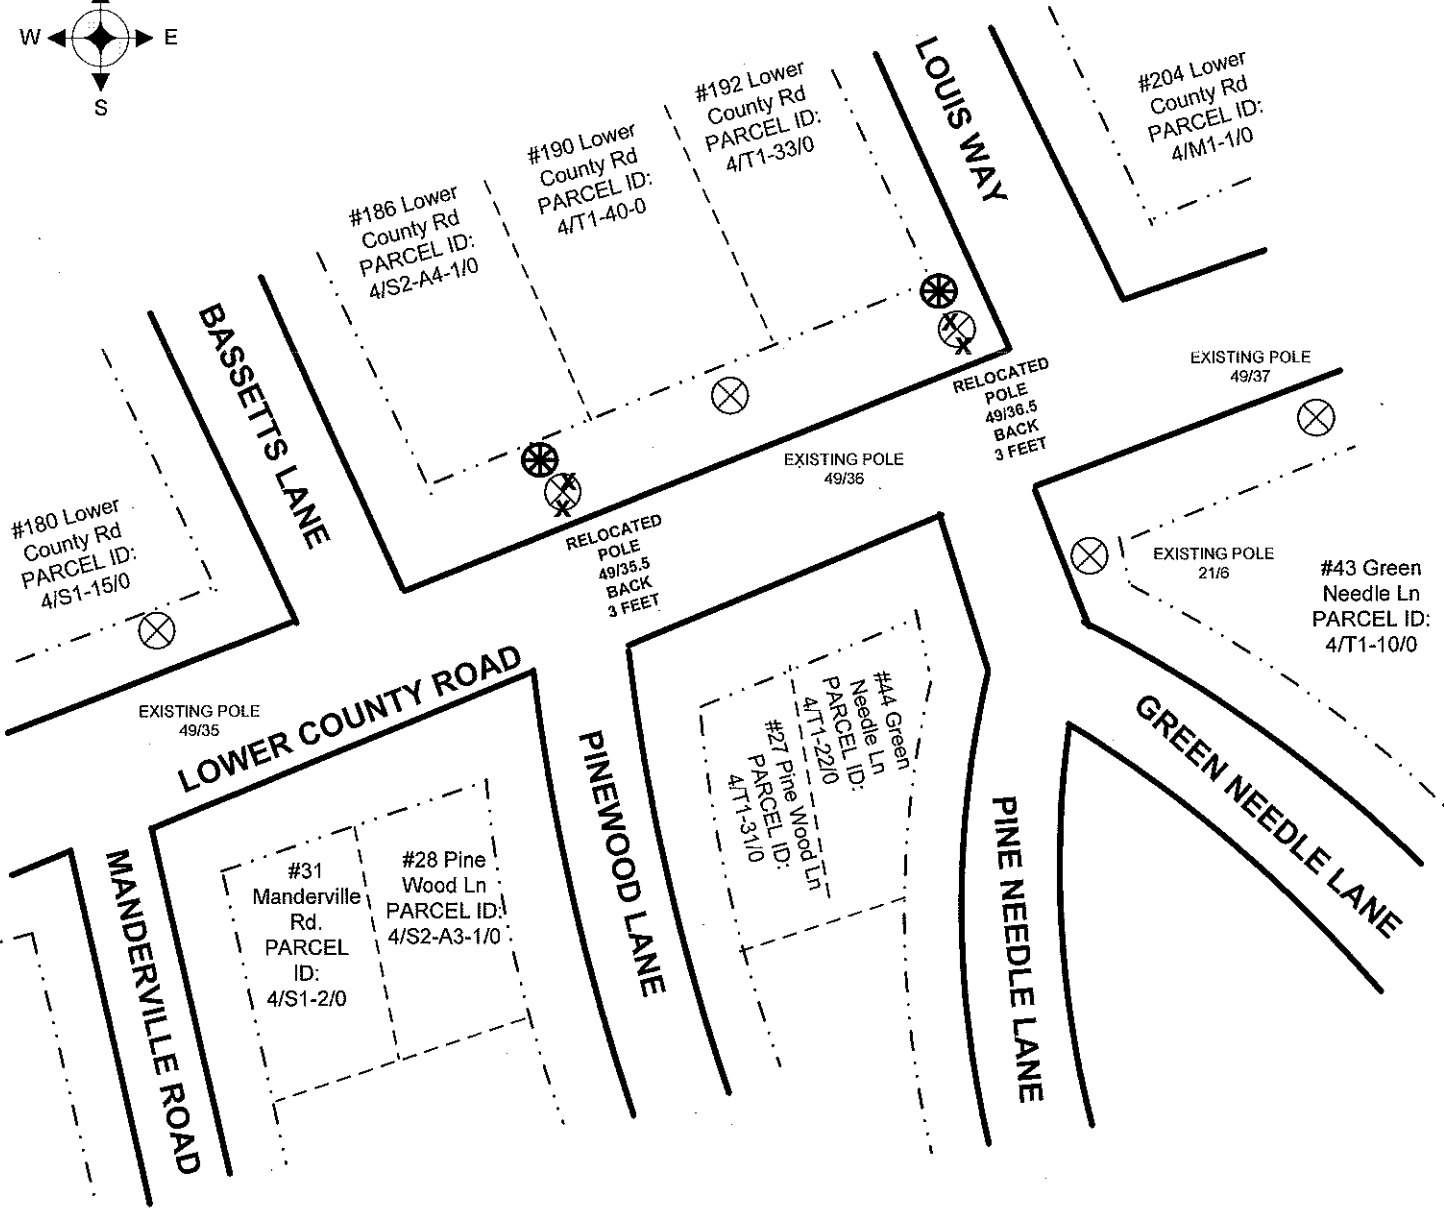 W
E
S
LOUIS WAY
#204 Lower
County Rd
PARCEL ID:
4/M1-1/0
#192 Lower
County Rd
PARCEL ID:
4/T1-33/0
#190 Lower
County Rd
PARCEL ID:
4/T1-40-0
#186 Lower
County Rd
PARCEL ID:
4/S2-A4-1/0
BASSETTS LANE
X
X
EXISTING POLE
49/37
RELOCATED
POLE
49/36.5
BACK
3 FEET
X
X
EXISTING POLE
49/36
#180 Lower
County Rd
PARCEL ID:
4/S1-15/0
RELOCATED
POLE
49/35.5
BACK
3 FEET
EXISTING POLE
21/6
#43 Green
Needle Ln
PARCEL ID:
4/T1-10/0
EXISTING POLE
49/35
LOWER COUNTY ROAD
#44 Green
Needle Ln
PARCEL ID:
4/T1-22/0
#27 Pine Wood Ln
PARCEL ID:
4/T1-31/0
GREEN NEEDLE LANE
PINEWOOD LANE
PINE NEEDLE LANE
MANDERVILLE ROAD
#31
Manderville
Rd.
PARCEL
ID:
4/S1-2/0
#28 Pine
Wood Ln
PARCEL ID:
4/S2-A3-1/0